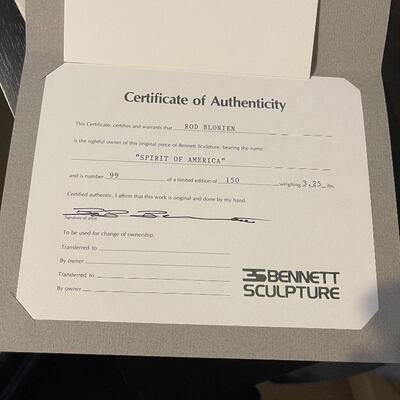 Certificate of Authenticity
This Certificate, certifies and warrants that ROD BLONIEN
is the rightful owner of this original piece of Bennett Sculpture, bearing the name:
"SPIRIT OF AMERICA"
and is number 99 of a limited edition of 150 weighing 3.25 lbs.
Certified authentic. I affirm that this work is original and done by my hand.
Signature of artist
To be used for change of ownership.
Transferred to
By owner
Transferred to
By owner
BENNETT
SCULPTURE